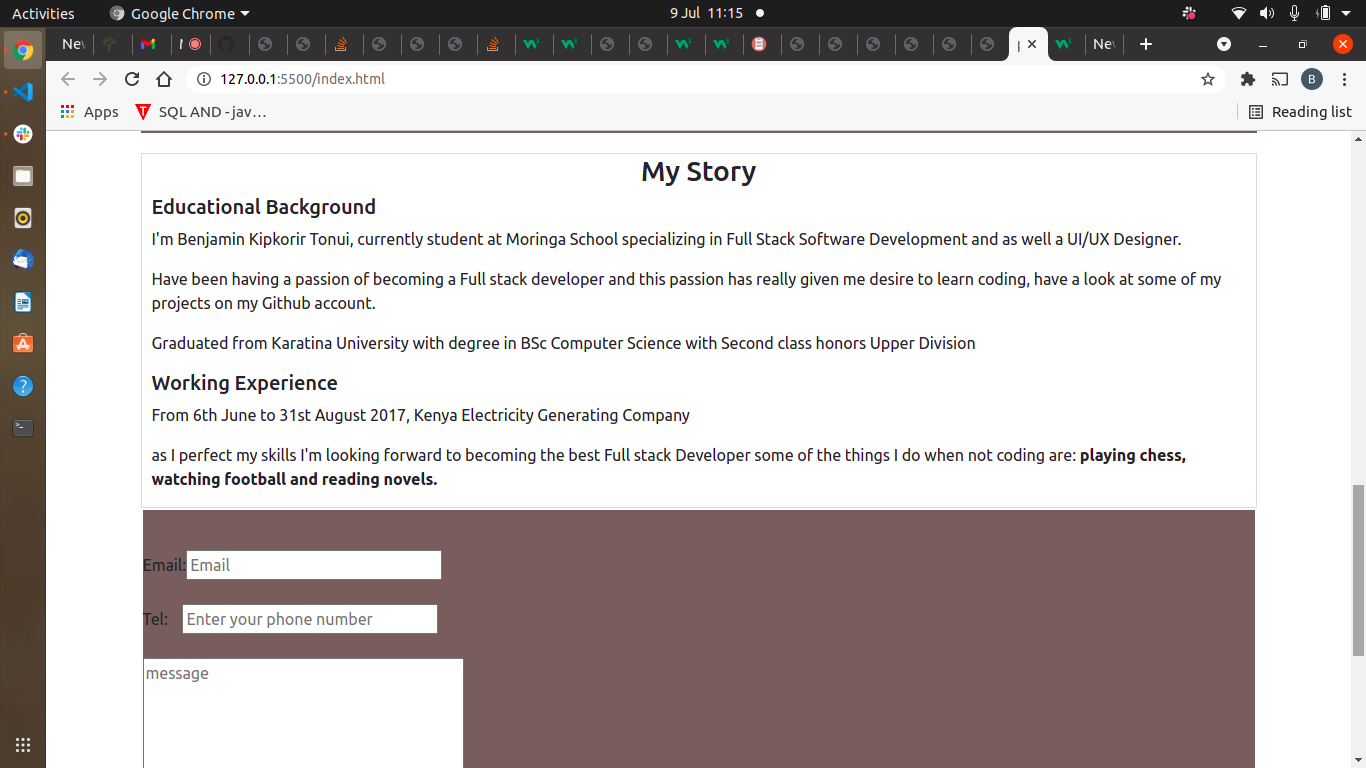 Activities Google Chrome 9 Jul 11:15
Nev
127.0.0.1:5500/index.html B
Apps SQL AND - jav… Reading list
My Story
Educational Background
I'm Benjamin Kipkorir Tonui, currently student at Moringa School specializing in Full Stack Software Development and as well a UI/UX Designer.
Have been having a passion of becoming a Full stack developer and this passion has really given me desire to learn coding, have a look at some of my
projects on my Github account.
Graduated from Karatina University with degree in BSc Computer Science with Second class honors Upper Division
Working Experience
From 6th June to 31st August 2017, Kenya Electricity Generating Company
as I perfect my skills I'm looking forward to becoming the best Full stack Developer some of the things I do when not coding are: playing chess,
watching football and reading novels.
Email: Email
Tel: Enter your phone number
message